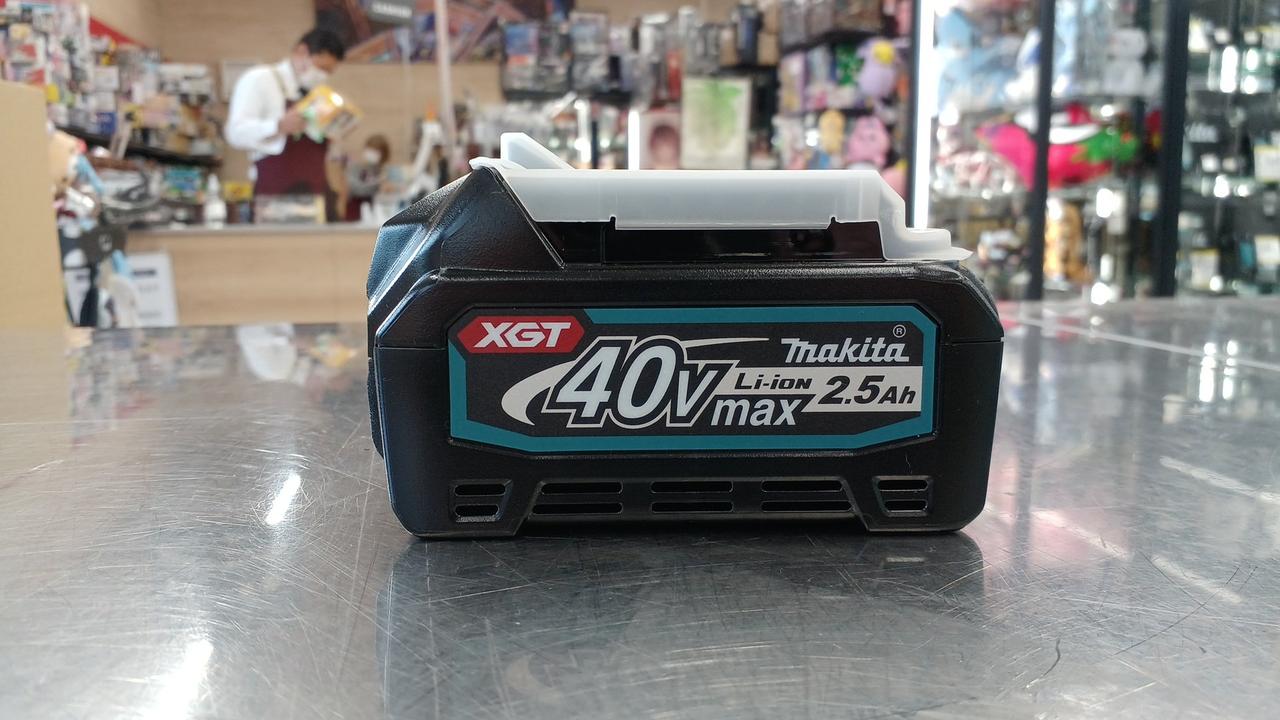 XGT
makita®
40v max
Li-ion 2.5Ah